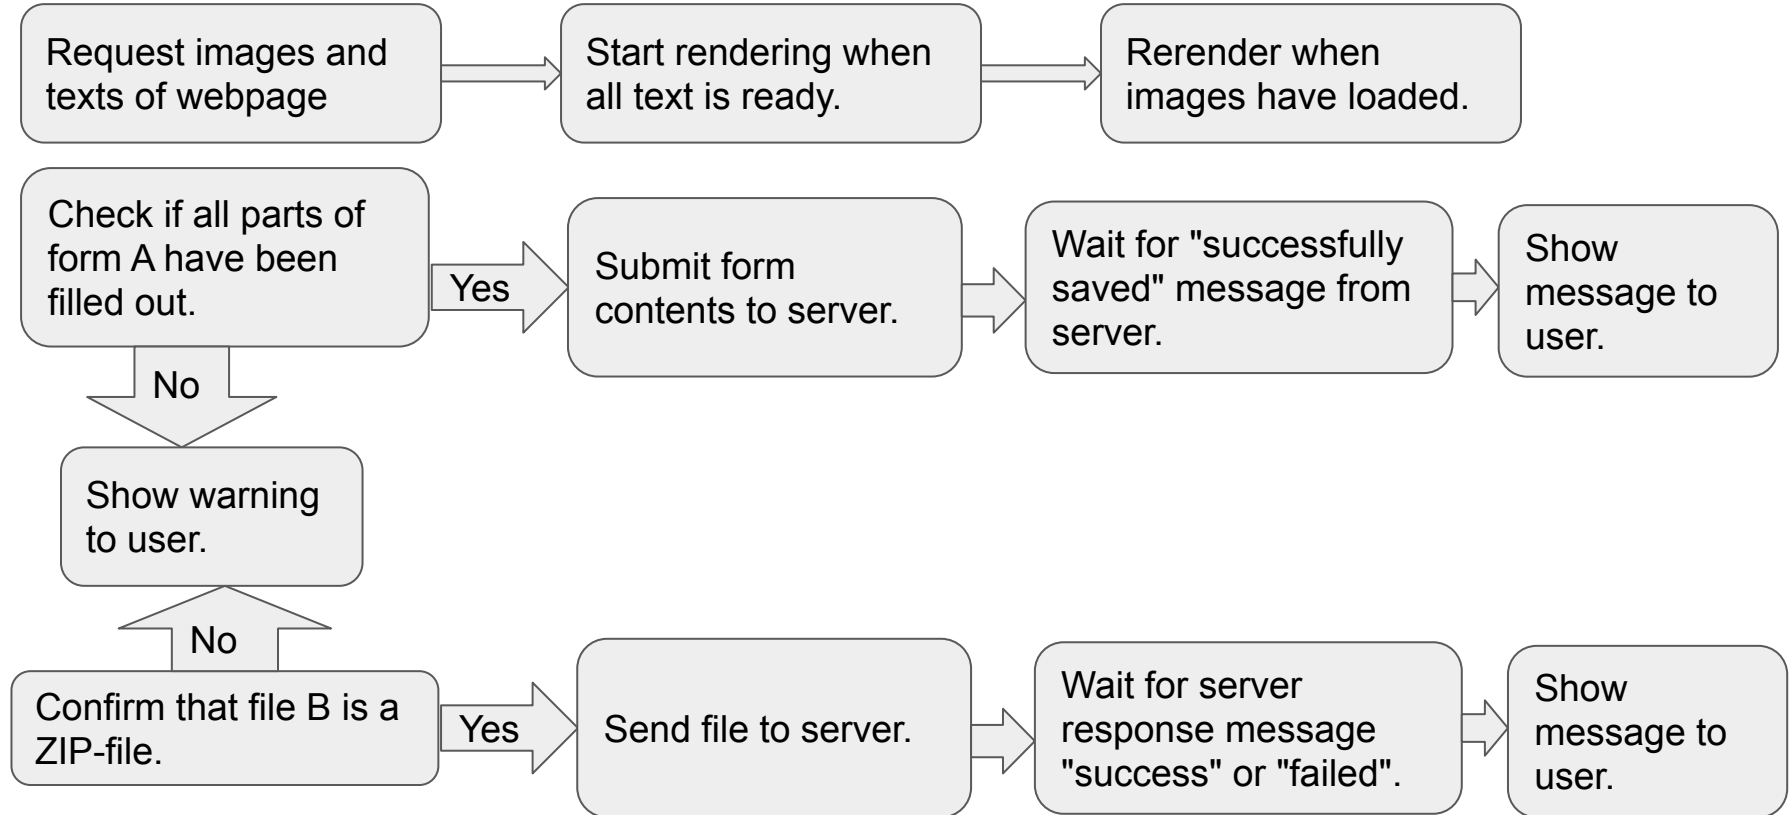 Request images and
texts of webpage
Start rendering when
all text is ready.
Rerender when
images have loaded.
Check if all parts of
form A have been
filled out.
Yes
Submit form
contents to server.
Wait for "successfully
saved" message from
server.
Show
message to
user.
No
Show warning
to user.
No
Confirm that file B is a
ZIP-file.
Yes
Send file to server.
Wait for server
response message
"success" or "failed".
Show
message to
user.